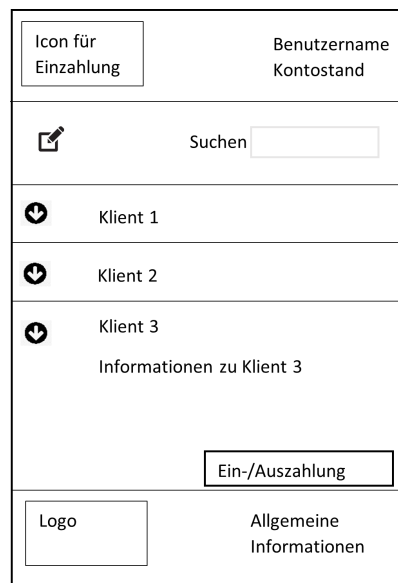 Icon für
Einzahlung
Benutzername
Kontostand
Suchen
Klient 1
Klient 2
Klient 3
Informationen zu Klient 3
Ein-/Auszahlung
Logo
Allgemeine
Informationen